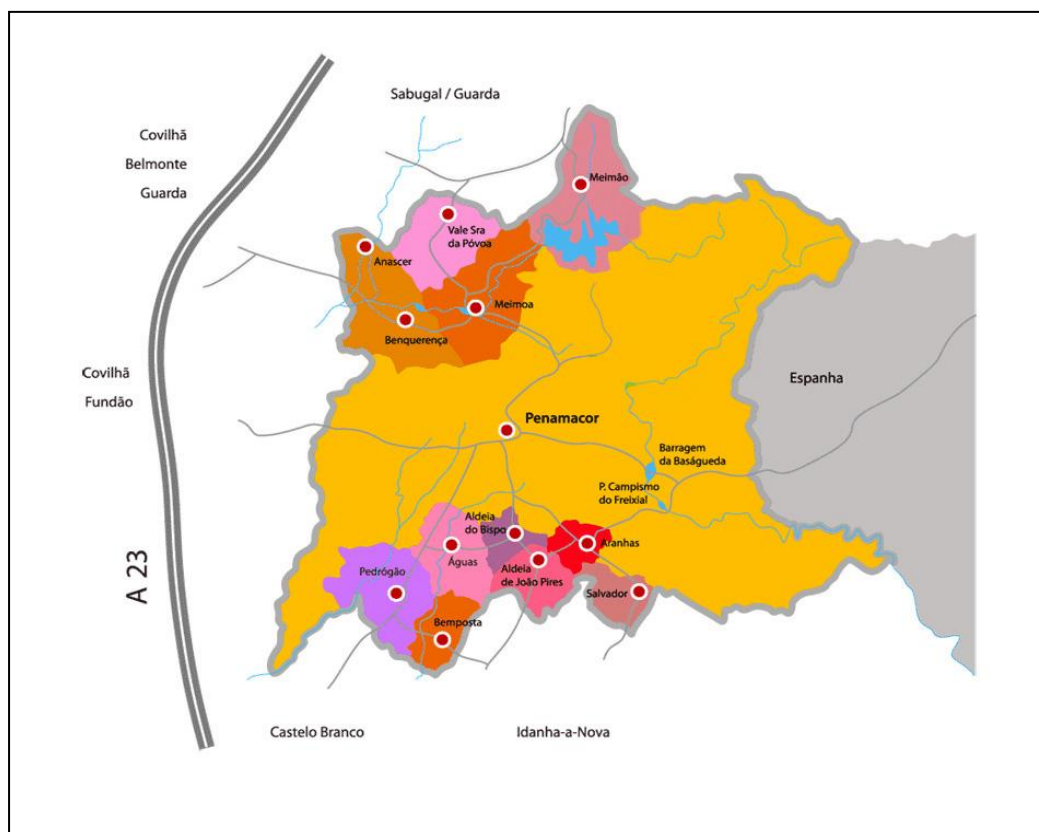 Sabugal / Guarda
Covilhã
Belmonte
Guarda
Meimão
Vale Sra
da Póvoa
Anascer
Meimoa
Benquerença
Covilhã
Fundão
Espanha
Penamacor
Barragem
da Baságueda
P. Campismo
do Freixial
Aldeia
do Bispo
Aranhas
Águas
Aldeia
de João Pires
Pedrógão
Salvador
Bemposta
A 23
Castelo Branco
Idanha-a-Nova